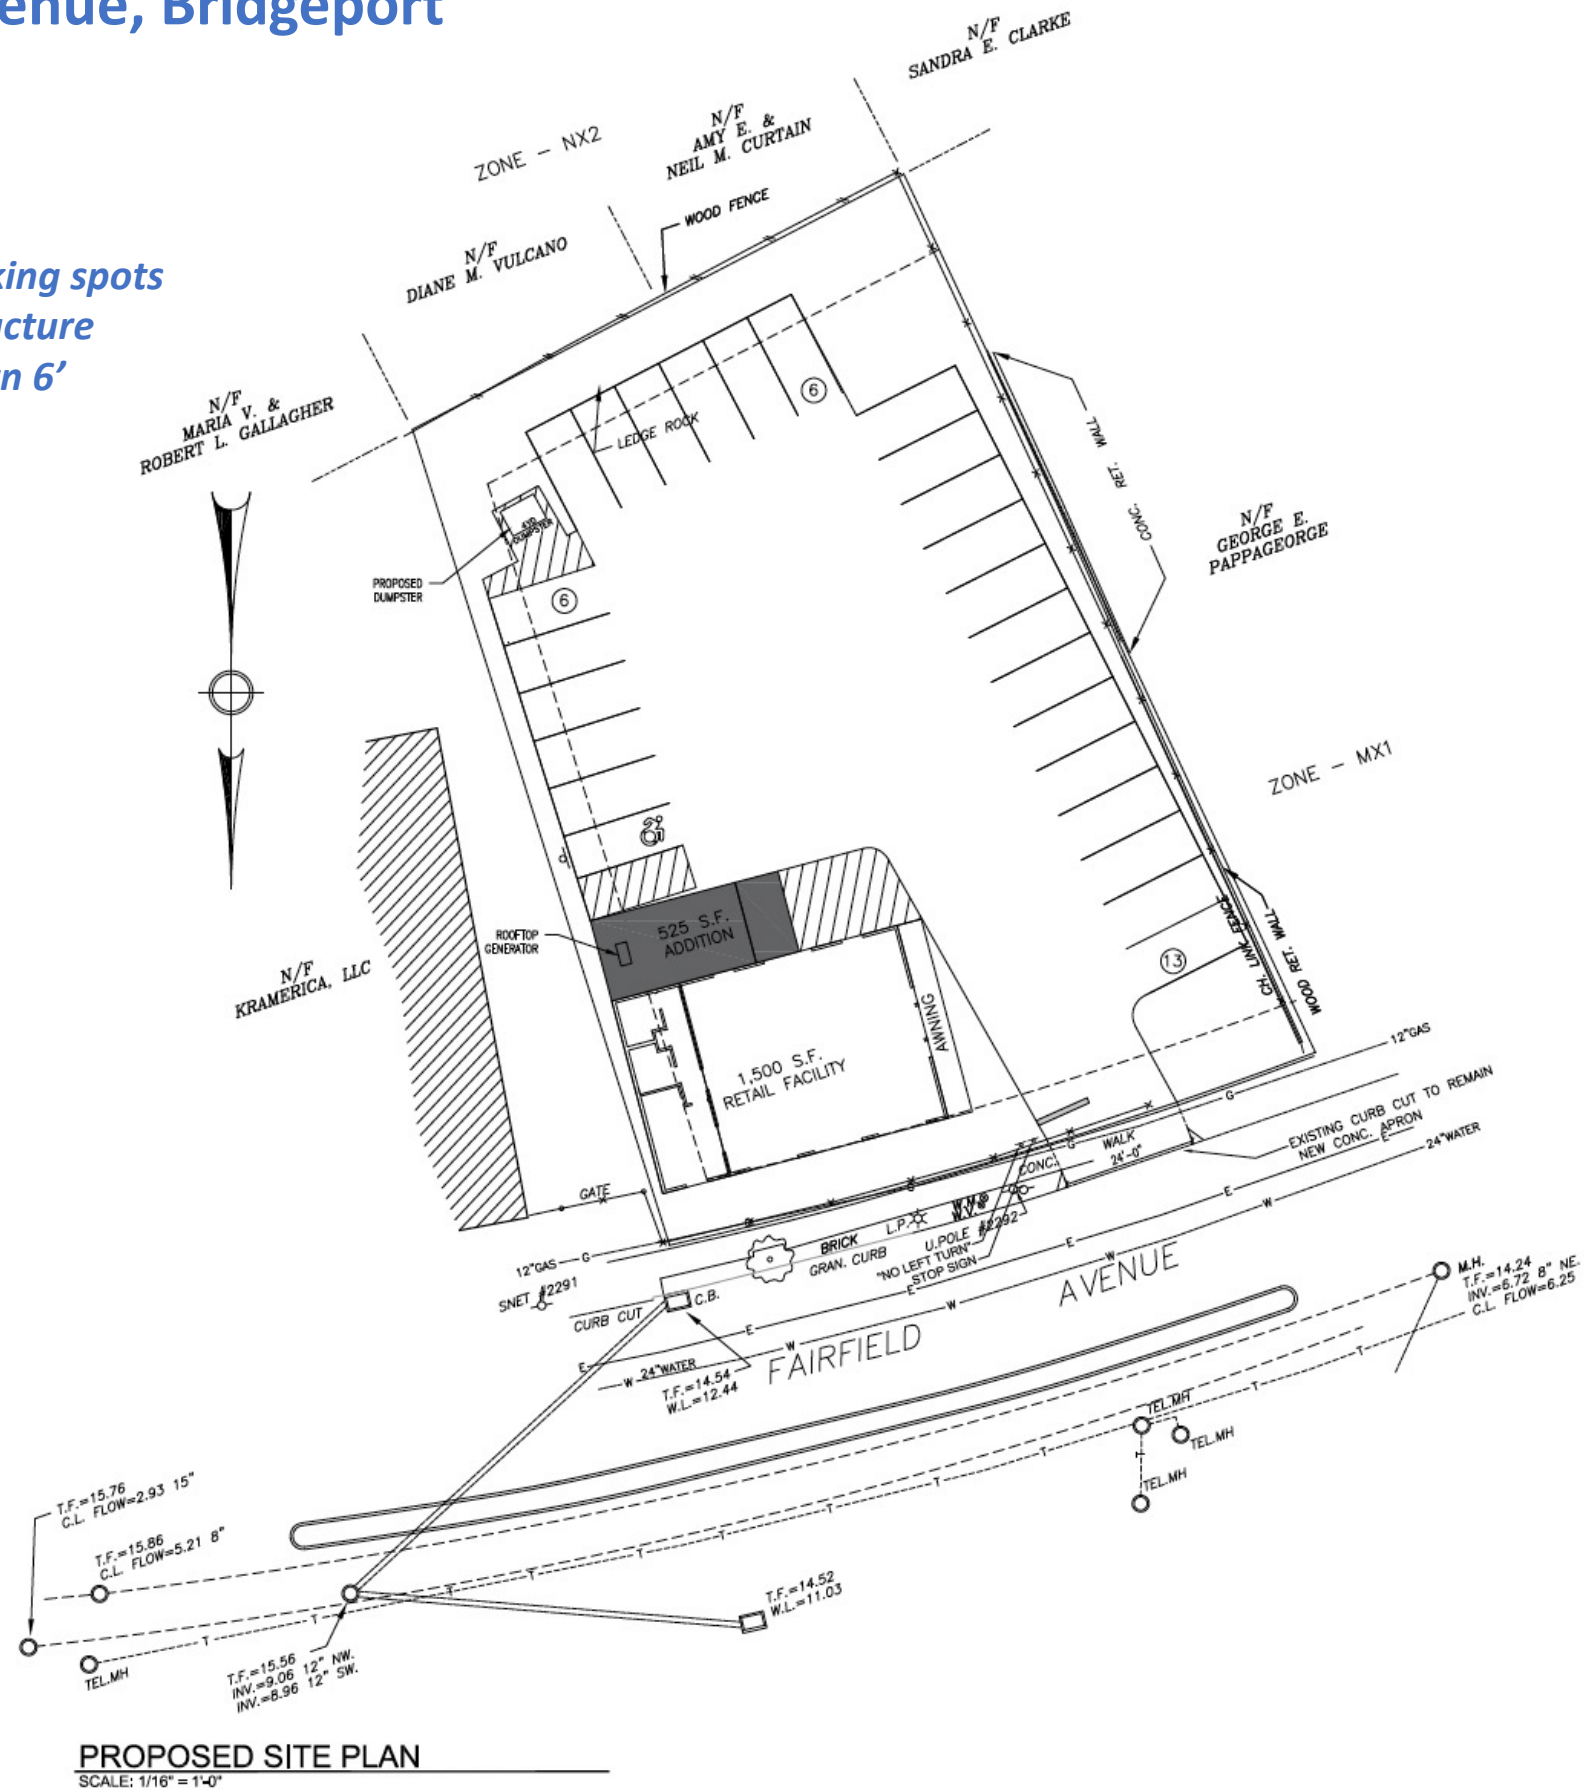 enue, Bridgeport
king spots
ucture
rn 6'
N/F
SANDRA E. CLARKE
N/F
AMY E. &
NEIL M. CURTAIN
ZONE - NX2
WOOD FENCE
N/F
DIANE M. VULCANO
N/F
MARIA V. &
ROBERT L. GALLAGHER
6
LEDGE ROCK
CONC. RET. WALL
N/F
GEORGE E.
PAPPAGEORGE
DUMPSTER
PROPOSED
DUMPSTER
6
ZONE - MX1
ROOFTOP
GENERATOR
525 S.F.
ADDITION
N/F
KRAMERICA, LLC
13
CH. LINK FENCE
WOOD RET. WALL
AWNING
1,500 S.F.
RETAIL FACILITY
12"GAS
G
EXISTING CURB CUT TO REMAIN
NEW CONC. APRON
E
24"WATER
CONC. WALK
24'-0"
G
GATE
G
BRICK
L.P.
W.M.
W.V.
GRAN. CURB
U.POLE #2292
"NO LEFT TURN"
STOP SIGN
12"GAS
G
SNET #2291
CURB CUT
C.B.
E
W
E
W
E
W
E
W
E
W
24"WATER
T.F.=14.54
W.L.=12.44
FAIRFIELD AVENUE
M.H.
T.F.=14.24
INV.=6.72 8" NE.
C.L. FLOW=6.25
TEL.MH
TEL.MH
TEL.MH
T
T
T
T
T
T
T
T
T
T
T
T
T.F.=15.76
C.L. FLOW=2.93 15"
T.F.=15.86
C.L. FLOW=5.21 8"
T.F.=14.52
W.L.=11.03
TEL.MH
T.F.=15.56
INV.=9.06 12" NW.
INV.=8.96 12" SW.
PROPOSED SITE PLAN
SCALE: 1/16" = 1'-0"